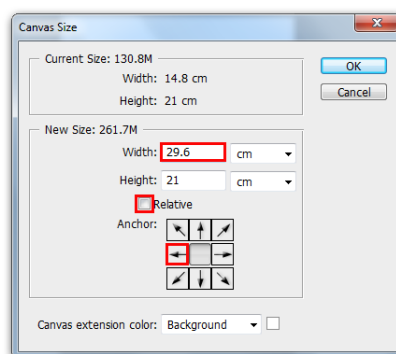 Canvas Size
Current Size: 130.8M
OK
Width: 14.8 cm
Cancel
Height: 21 cm
New Size: 261.7M
Width: 29.6 cm
Height: 21 cm
Relative
Anchor:
Canvas extension color: Background